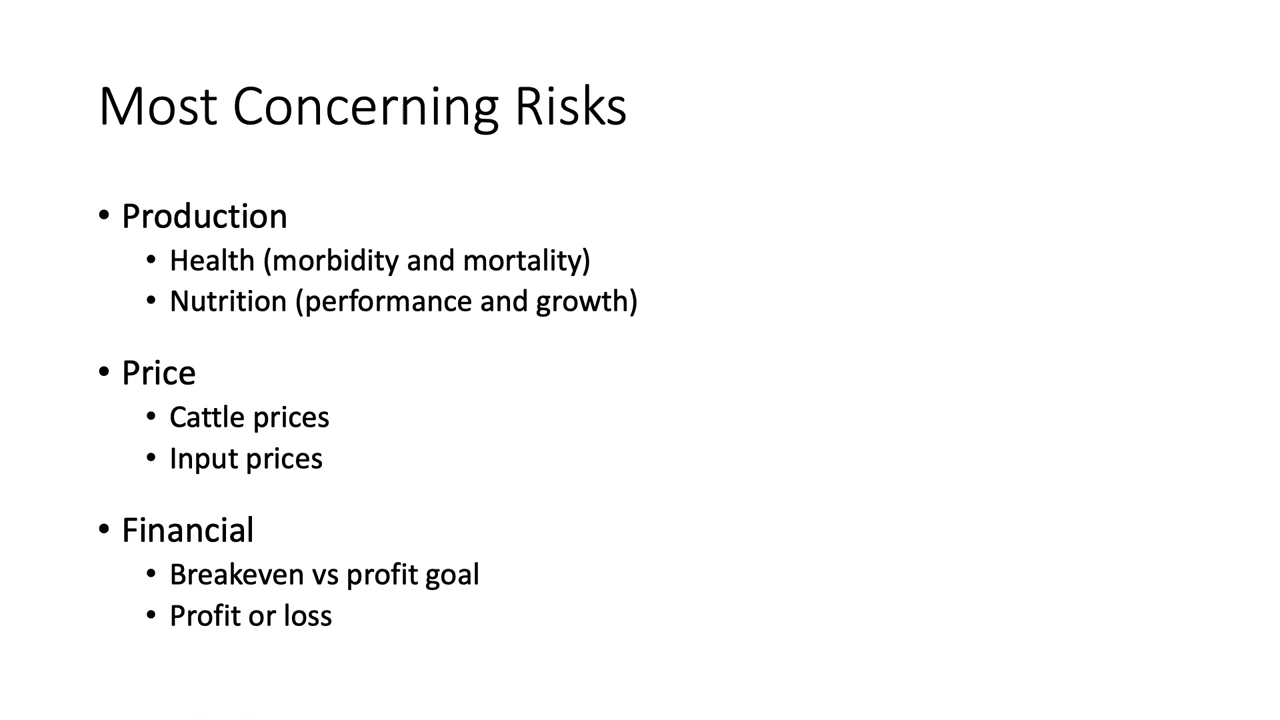 Most Concerning Risks
• Production
• Health (morbidity and mortality)
• Nutrition (performance and growth)
• Price
• Cattle prices
• Input prices
• Financial
• Breakeven vs profit goal
• Profit or loss